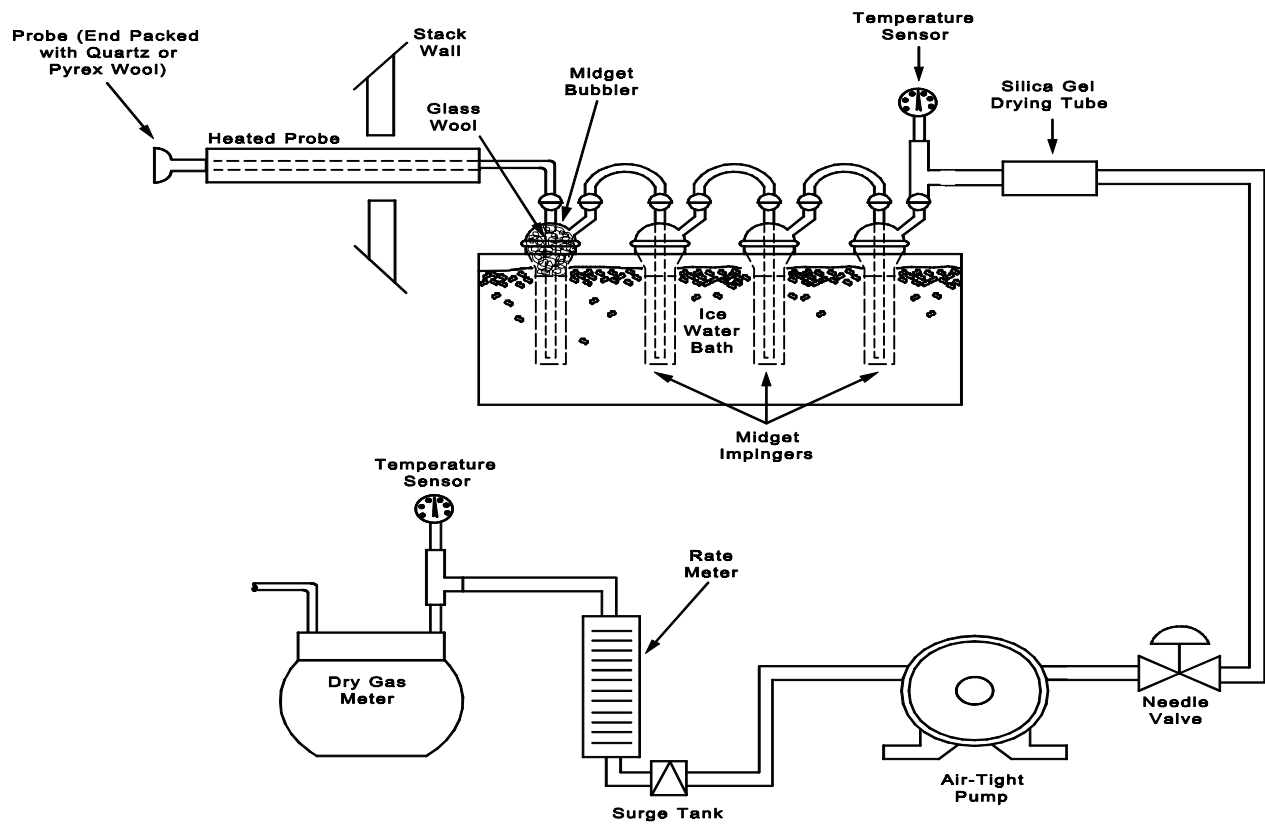 Probe (End Packed
with Quartz or
Pyrex Wool)
Stack
Wall
Temperature
Sensor
Midget
Bubbler
Silica Gel
Drying Tube
Glass
Wool
Heated Probe
Ice
Water
Bath
Midget
Impingers
Temperature
Sensor
Rate
Meter
Dry Gas
Meter
Needle
Valve
Air-Tight
Pump
Surge Tank